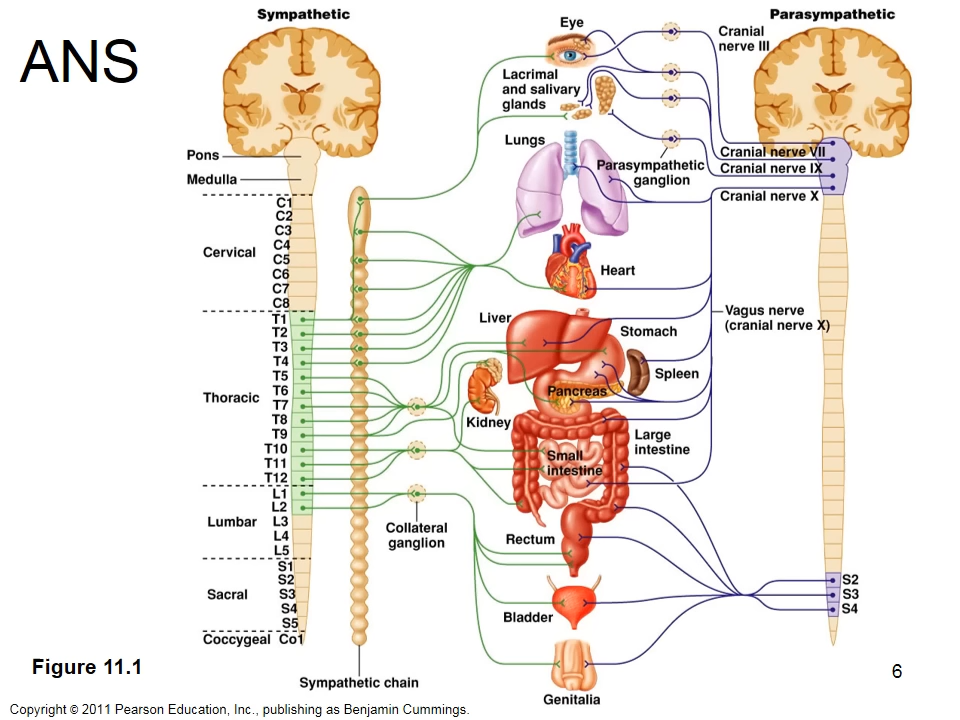 ANS
Sympathetic
Parasympathetic
Eye
Cranial
nerve III
Lacrimal
and salivary
glands
Lungs
Parasympathetic
ganglion
Cranial nerve VII
Cranial nerve IX
Cranial nerve X
Pons
Medulla
C1
C2
C3
Cervical
C4
C5
C6
C7
C8
Heart
T1
T2
T3
T4
T5
T6
Thoracic
T7
T8
T9
T10
T11
T12
Liver
Stomach
Vagus nerve
(cranial nerve X)
Spleen
Pancreas
Kidney
Large
intestine
Small
intestine
L1
L2
Lumbar
L3
L4
L5
Collateral
ganglion
Rectum
S1
S2
Sacral
S3
S4
S5
Coccygeal Co1
S2
S3
S4
Bladder
Genitalia
Sympathetic chain
Figure 11.1
6
Copyright © 2011 Pearson Education, Inc., publishing as Benjamin Cummings.